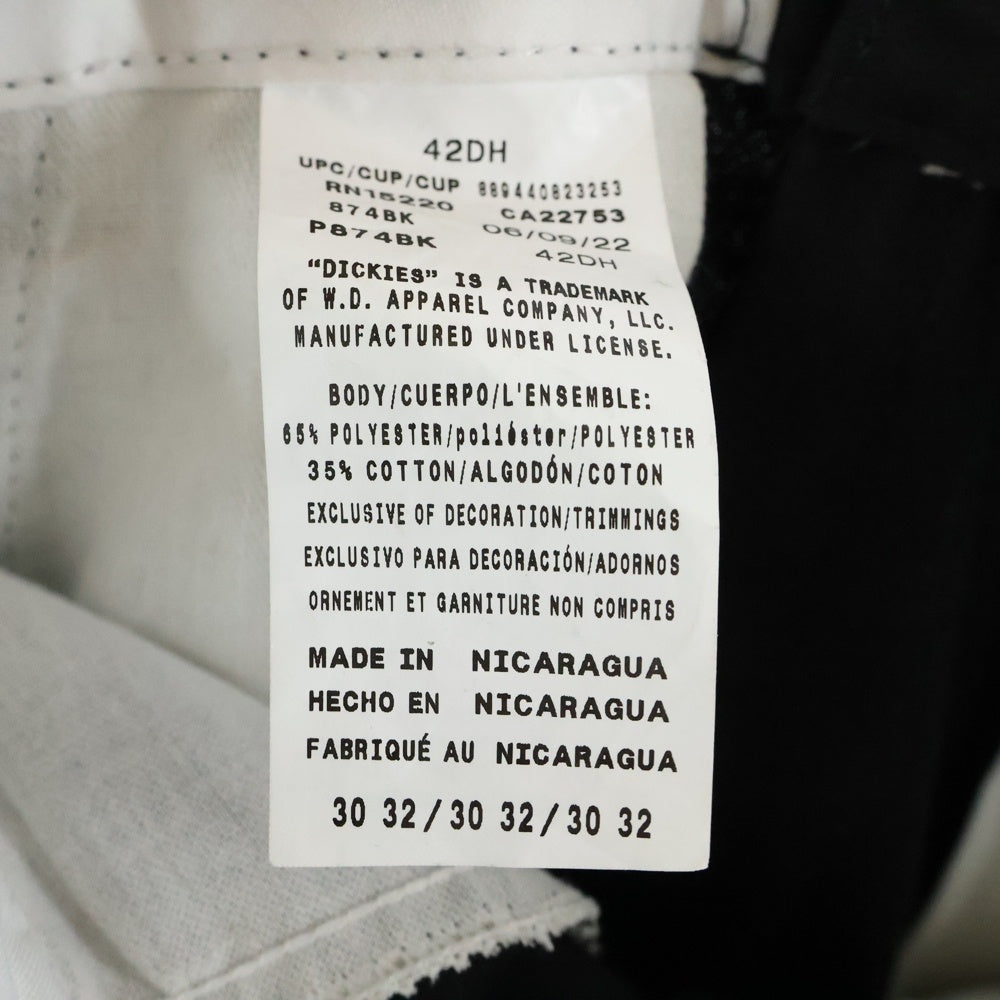 42DH
UPC/CUP/CUP 889440823253
RN15220 CA22753
874BK 06/09/22
P874BK 42DH
“DICKIES” IS A TRADEMARK
OF W.D. APPAREL COMPANY, LLC.
MANUFACTURED UNDER LICENSE.
BODY/CUERPO/L'ENSEMBLE:
65% POLYESTER/poliéster/POLYESTER
35% COTTON/ALGODÓN/COTON
EXCLUSIVE OF DECORATION/TRIMMINGS
EXCLUSIVO PARA DECORACIÓN/ADORNOS
ORNEMENT ET GARNITURE NON COMPRIS
MADE IN NICARAGUA
HECHO EN NICARAGUA
FABRIQUÉ AU NICARAGUA
30 32/30 32/30 32